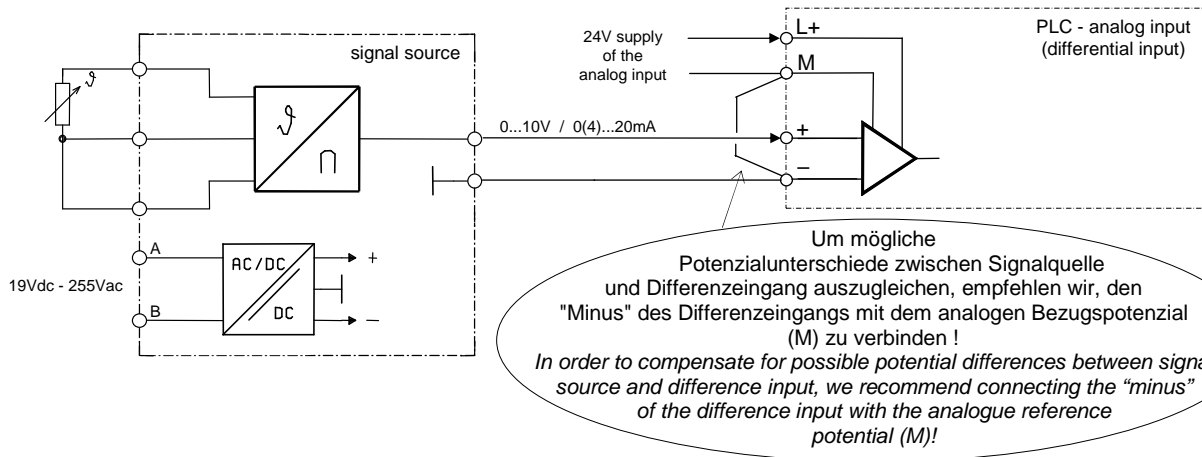 signal source
ϑ
ϑ
∩
A
B
19Vdc - 255Vac
AC/DC
DC
+
–
0...10V / 0(4)...20mA
24V supply
of the
analog input
L+
M
+
–
PLC - analog input
(differential input)
Um mögliche
Potenzialunterschiede zwischen Signalquelle
und Differenzeingang auszugleichen, empfehlen wir, den
"Minus" des Differenzeingangs mit dem analogen Bezugspotenzial
(M) zu verbinden !
In order to compensate for possible potential differences between signa
source and difference input, we recommend connecting the “minus”
of the difference input with the analogue reference
potential (M)!